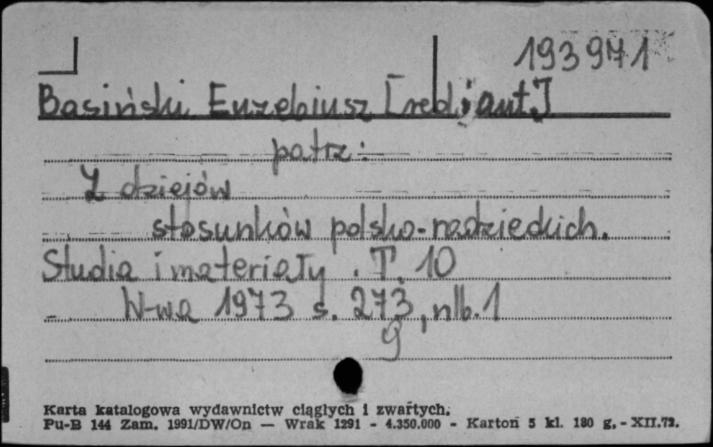 193971
Basiński Euzebiusz [red. i aut.]
patrz:
Z dziejów
stosunków polsko-radzieckich.
Studia i materiały. T. 10
W-wa 1973 s. 273, nlb. 1
g
Karta katalogowa wydawnictw ciągłych i zwartych.
Pu-B 144 Zam. 1991/DW/On — Wrak 1291 - 4.350.000 - Karton 5 kl. 180 g. - XII.72.